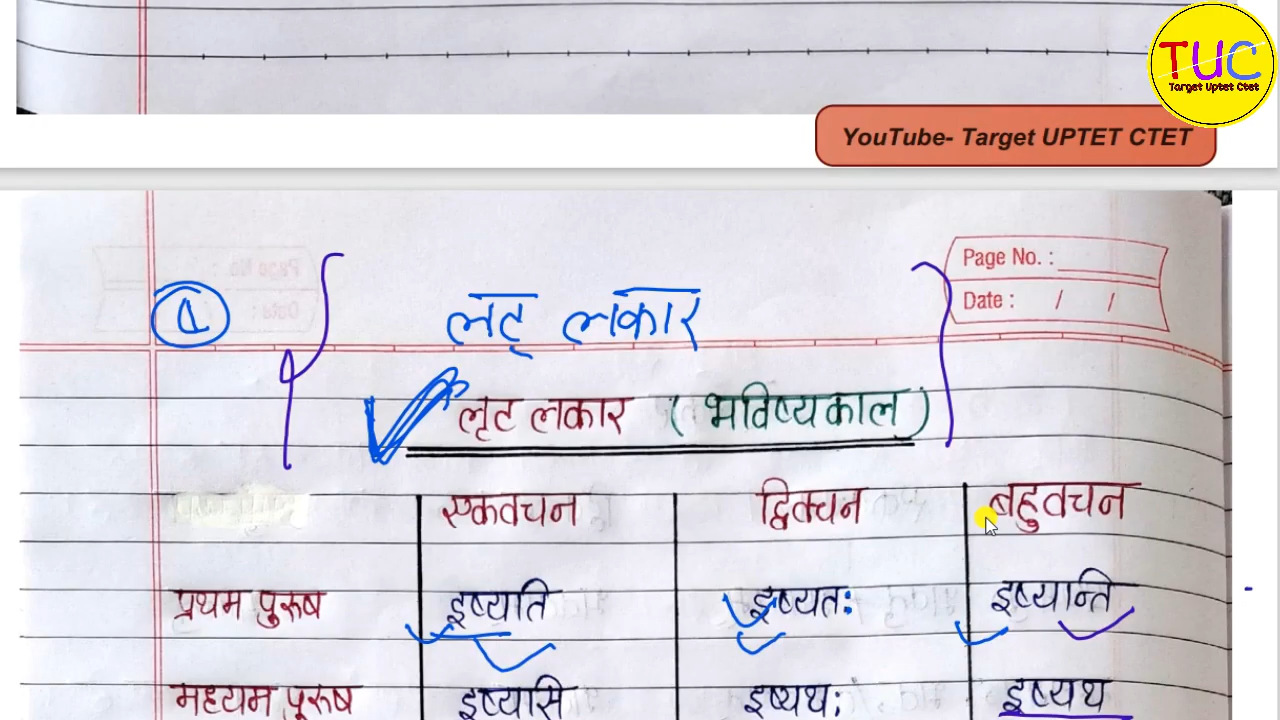 TUC
Target Uptet Ctet
YouTube- Target UPTET CTET
Page No. :
Date : / /
1
लट् लकार
लृट लकार (भविष्यकाल)
एकवचन द्विवचन बहुवचन
प्रथम पुरुष इष्यति इष्यतः इष्यान्ति
मध्यम पुरुष इष्यसि इष्यथः इष्यथ